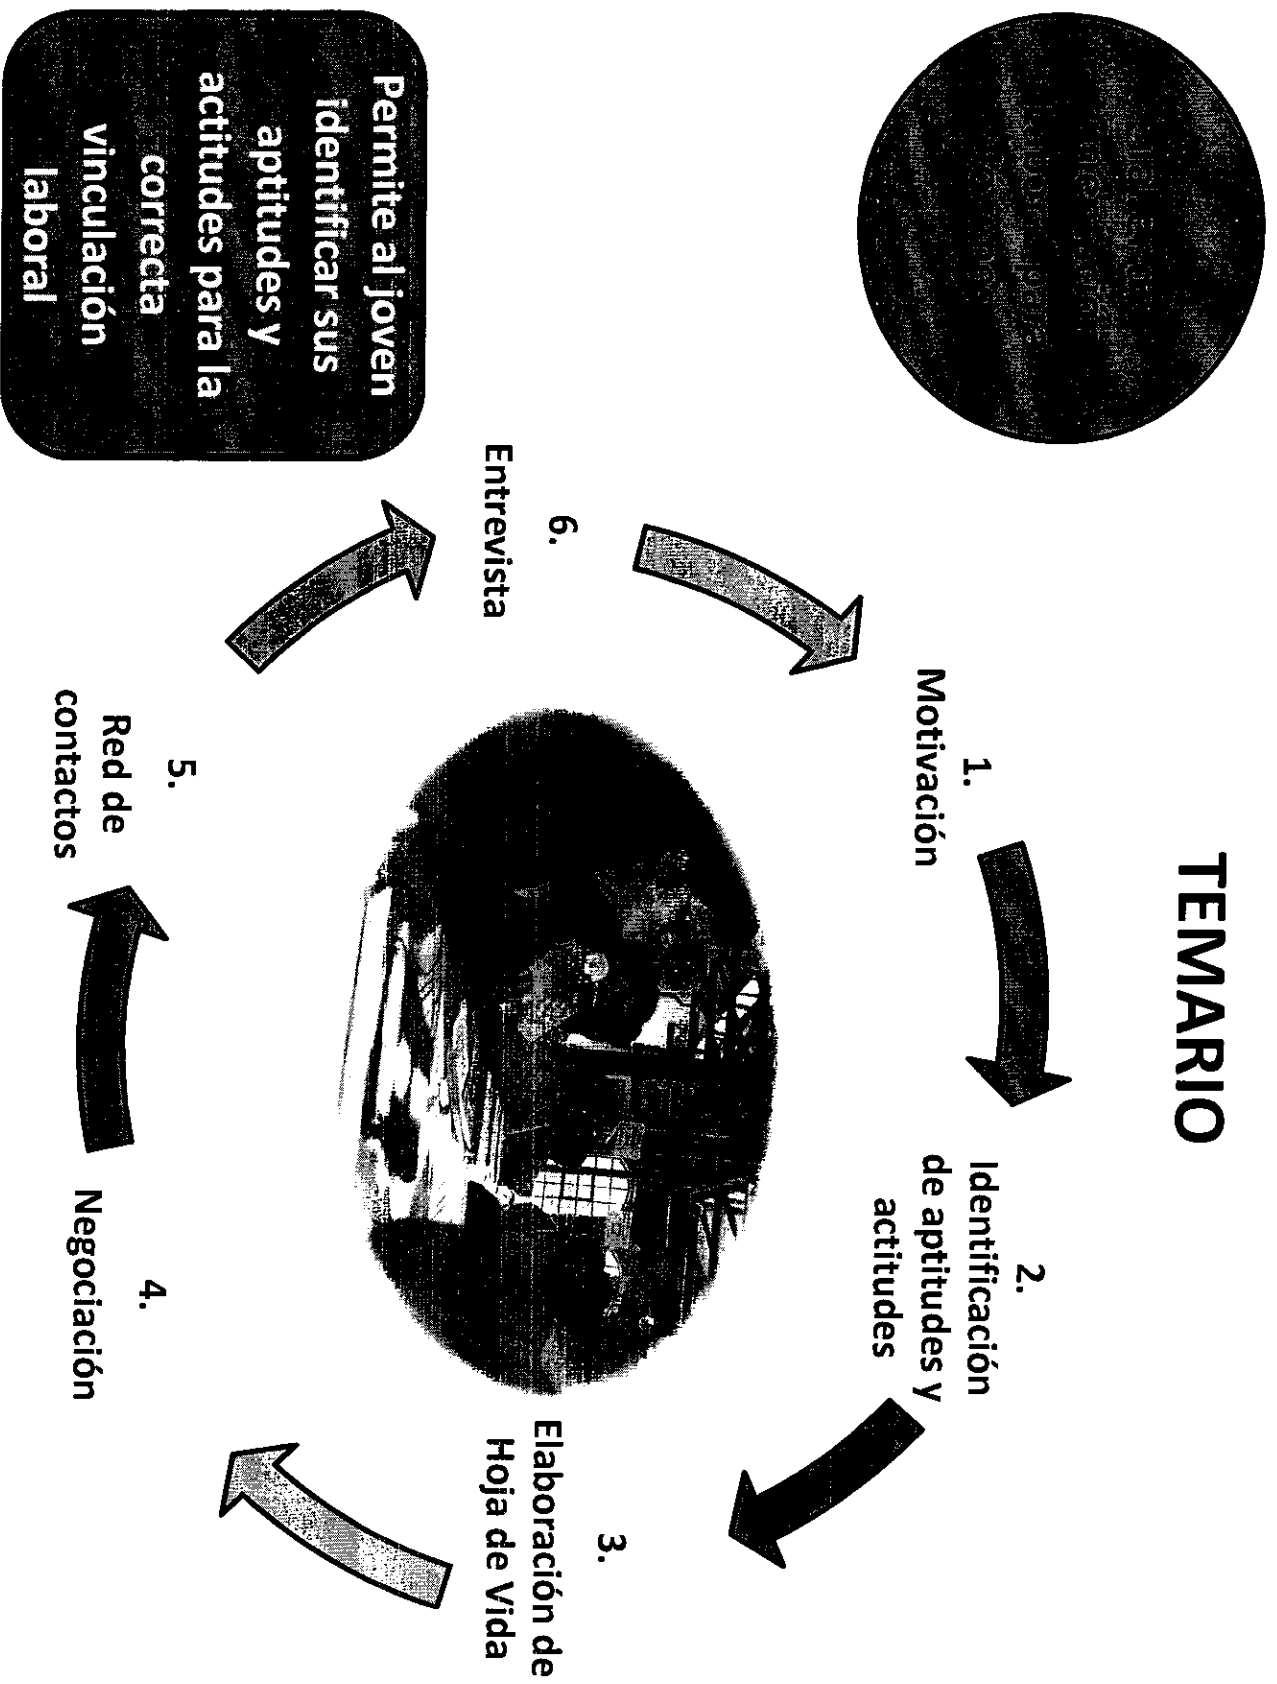 TEMARIO
1.
Motivación
2.
Identificación
de aptitudes y
actitudes
3.
Elaboración de
Hoja de Vida
4.
Negociación
5.
Red de
contactos
6.
Entrevista
Permite al joven
identificar sus
aptitudes y
actitudes para la
correcta
vinculación
laboral